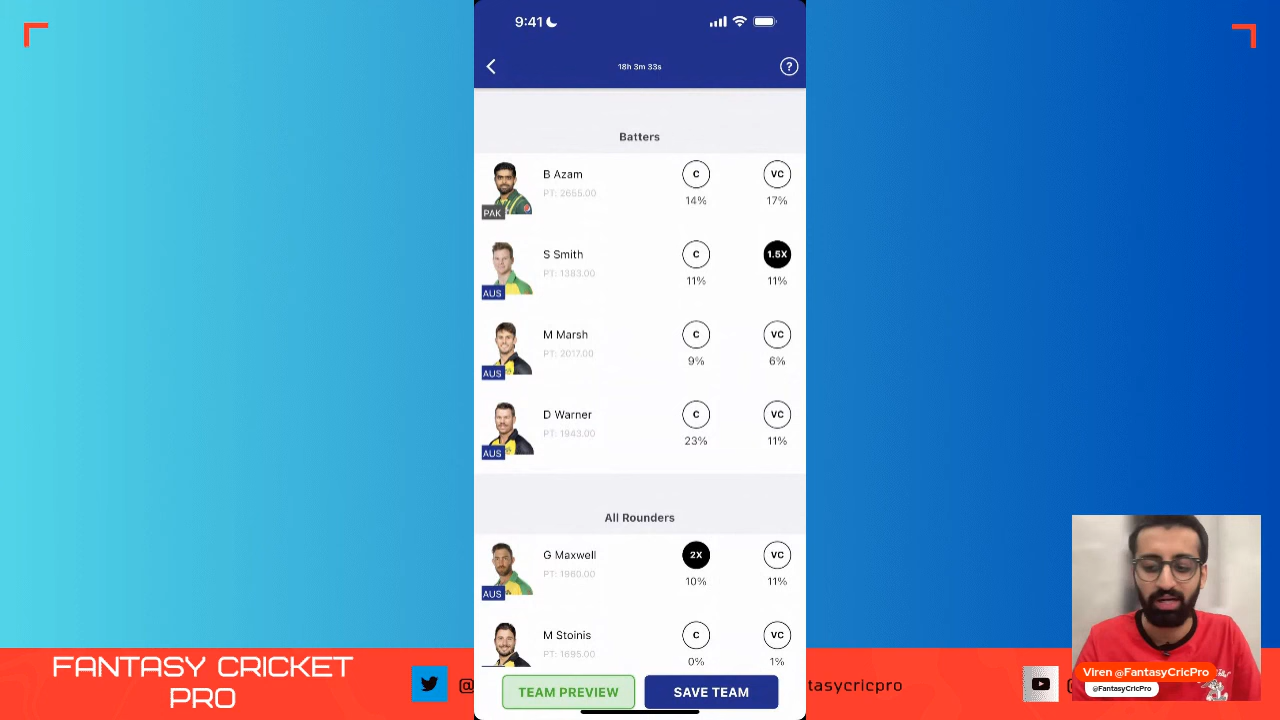 9:41
18h 3m 33s
?
Batters
B Azam
PT: 2655.00
PAK
C
14%
VC
17%
S Smith
PT: 1383.00
AUS
C
11%
1.5X
11%
M Marsh
PT: 2017.00
AUS
C
9%
VC
6%
D Warner
PT: 1943.00
AUS
C
23%
VC
11%
All Rounders
G Maxwell
PT: 1960.00
AUS
2X
10%
VC
11%
M Stoinis
PT: 1695.00
C
0%
VC
1%
TEAM PREVIEW
SAVE TEAM
FANTASY CRICKET
PRO
@
tasycricpro
Viren @FantasyCricPro
@FantasyCricPro